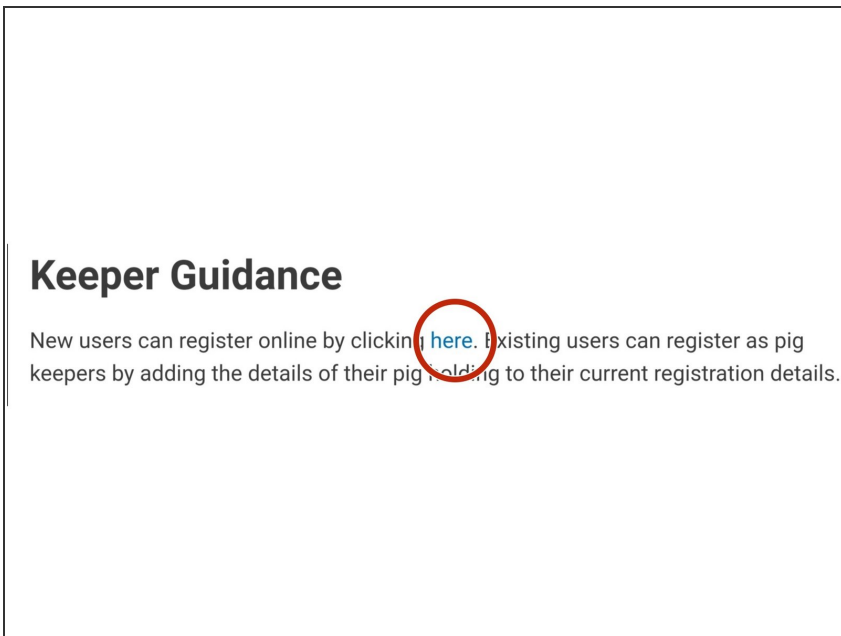 Keeper Guidance
New users can register online by clicking here. Existing users can register as pig
keepers by adding the details of their pig holding to their current registration details.